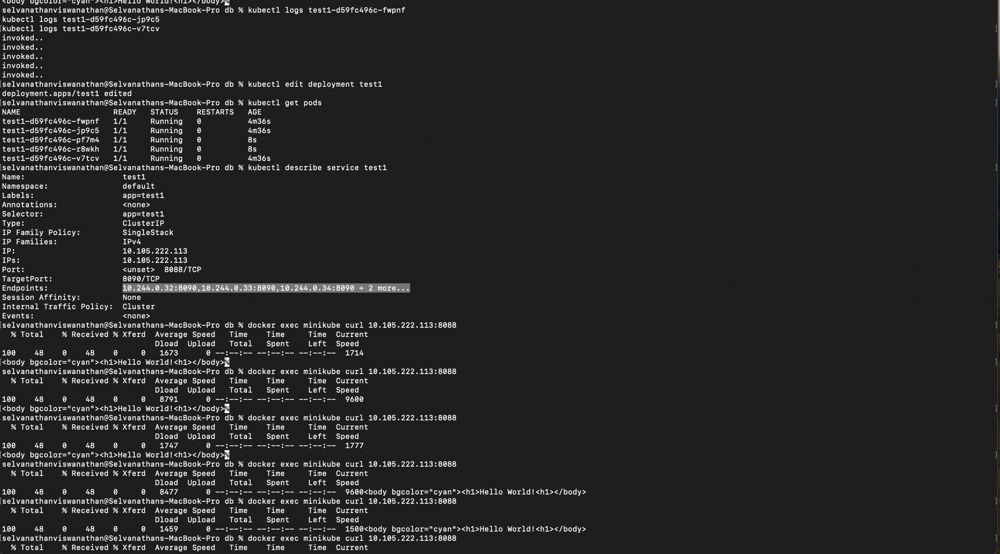 <body bgcolor="cyan"><h1>Hello World!<h1></body>%
selvanathanviswanathan@Selvanathans-MacBook-Pro db % kubectl logs test1-d59fc496c-fwpnf
kubectl logs test1-d59fc496c-jp9c5
[kubectl logs test1-d59fc496c-v7tcv ]
invoked..
invoked..
invoked..
invoked..
invoked..
[selvanathanviswanathan@Selvanathans-MacBook-Pro db % kubectl edit deployment test1 ]
deployment.apps/test1 edited
[selvanathanviswanathan@Selvanathans-MacBook-Pro db % kubectl get pods ]
NAME READY STATUS RESTARTS AGE
test1-d59fc496c-fwpnf 1/1 Running 0 4m36s
test1-d59fc496c-jp9c5 1/1 Running 0 4m36s
test1-d59fc496c-pf7m4 1/1 Running 0 8s
test1-d59fc496c-r8wkh 1/1 Running 0 8s
test1-d59fc496c-v7tcv 1/1 Running 0 4m36s
[selvanathanviswanathan@Selvanathans-MacBook-Pro db % kubectl describe service test1 ]
Name: test1
Namespace: default
Labels: app=test1
Annotations: <none>
Selector: app=test1
Type: ClusterIP
IP Family Policy: SingleStack
IP Families: IPv4
IP: 10.105.222.113
IPs: 10.105.222.113
Port: <unset> 8088/TCP
TargetPort: 8090/TCP
Endpoints: 10.244.0.32:8090,10.244.0.33:8090,10.244.0.34:8090 + 2 more...
Session Affinity: None
Internal Traffic Policy: Cluster
Events: <none>
[selvanathanviswanathan@Selvanathans-MacBook-Pro db % docker exec minikube curl 10.105.222.113:8088 ]
% Total % Received % Xferd Average Speed Time Time Time Current
Dload Upload Total Spent Left Speed
100 48 0 48 0 0 1673 0 --:--:-- --:--:-- --:--:-- 1714
[<body bgcolor="cyan"><h1>Hello World!<h1></body>% ]
selvanathanviswanathan@Selvanathans-MacBook-Pro db % docker exec minikube curl 10.105.222.113:8088
% Total % Received % Xferd Average Speed Time Time Time Current
Dload Upload Total Spent Left Speed
100 48 0 48 0 0 8791 0 --:--:-- --:--:-- --:--:-- 9600
[<body bgcolor="cyan"><h1>Hello World!<h1></body>% ]
selvanathanviswanathan@Selvanathans-MacBook-Pro db % docker exec minikube curl 10.105.222.113:8088
% Total % Received % Xferd Average Speed Time Time Time Current
Dload Upload Total Spent Left Speed
100 48 0 48 0 0 1747 0 --:--:-- --:--:-- --:--:-- 1777
[<body bgcolor="cyan"><h1>Hello World!<h1></body>% ]
selvanathanviswanathan@Selvanathans-MacBook-Pro db % docker exec minikube curl 10.105.222.113:8088
% Total % Received % Xferd Average Speed Time Time Time Current
Dload Upload Total Spent Left Speed
100 48 0 48 0 0 8477 0 --:--:-- --:--:-- --:--:-- 9600<body bgcolor="cyan"><h1>Hello World!<h1></body>
[selvanathanviswanathan@Selvanathans-MacBook-Pro db % docker exec minikube curl 10.105.222.113:8088 ]
% Total % Received % Xferd Average Speed Time Time Time Current
Dload Upload Total Spent Left Speed
100 48 0 48 0 0 1459 0 --:--:-- --:--:-- --:--:-- 1500<body bgcolor="cyan"><h1>Hello World!<h1></body>
[selvanathanviswanathan@Selvanathans-MacBook-Pro db % docker exec minikube curl 10.105.222.113:8088 ]
% Total % Received % Xferd Average Speed Time Time Time Current